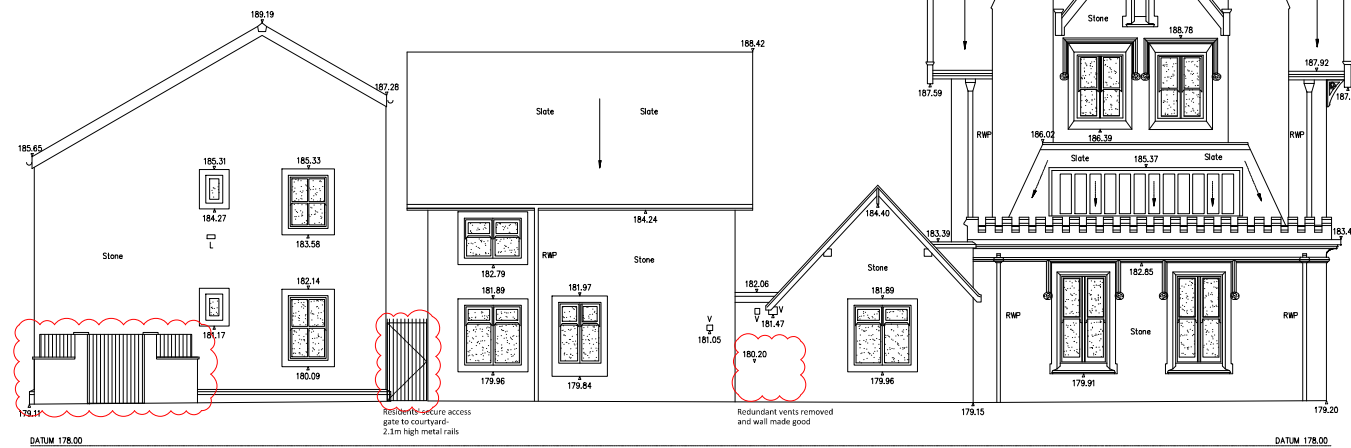 189.19
188.42
Stone
188.78
187.92
187.59
187.
187.28
Slate
Slate
RWP
RWP
186.39
186.02
185.65
185.31
185.33
Slate
185.37
Slate
184.27
184.24
184.40
183.58
L
183.39
183.4
Stone
RWP
Stone
Stone
182.79
182.85
182.14
182.06
181.89
181.97
V
V
V
181.47
181.89
181.17
181.05
RWP
Stone
RWP
180.20
180.09
179.96
179.84
179.96
179.91
179.11
Residents' secure access
gate to courtyard-
2.1m high metal rails
Redundant vents removed
and wall made good
179.15
179.20
DATUM 178.00
DATUM 178.00